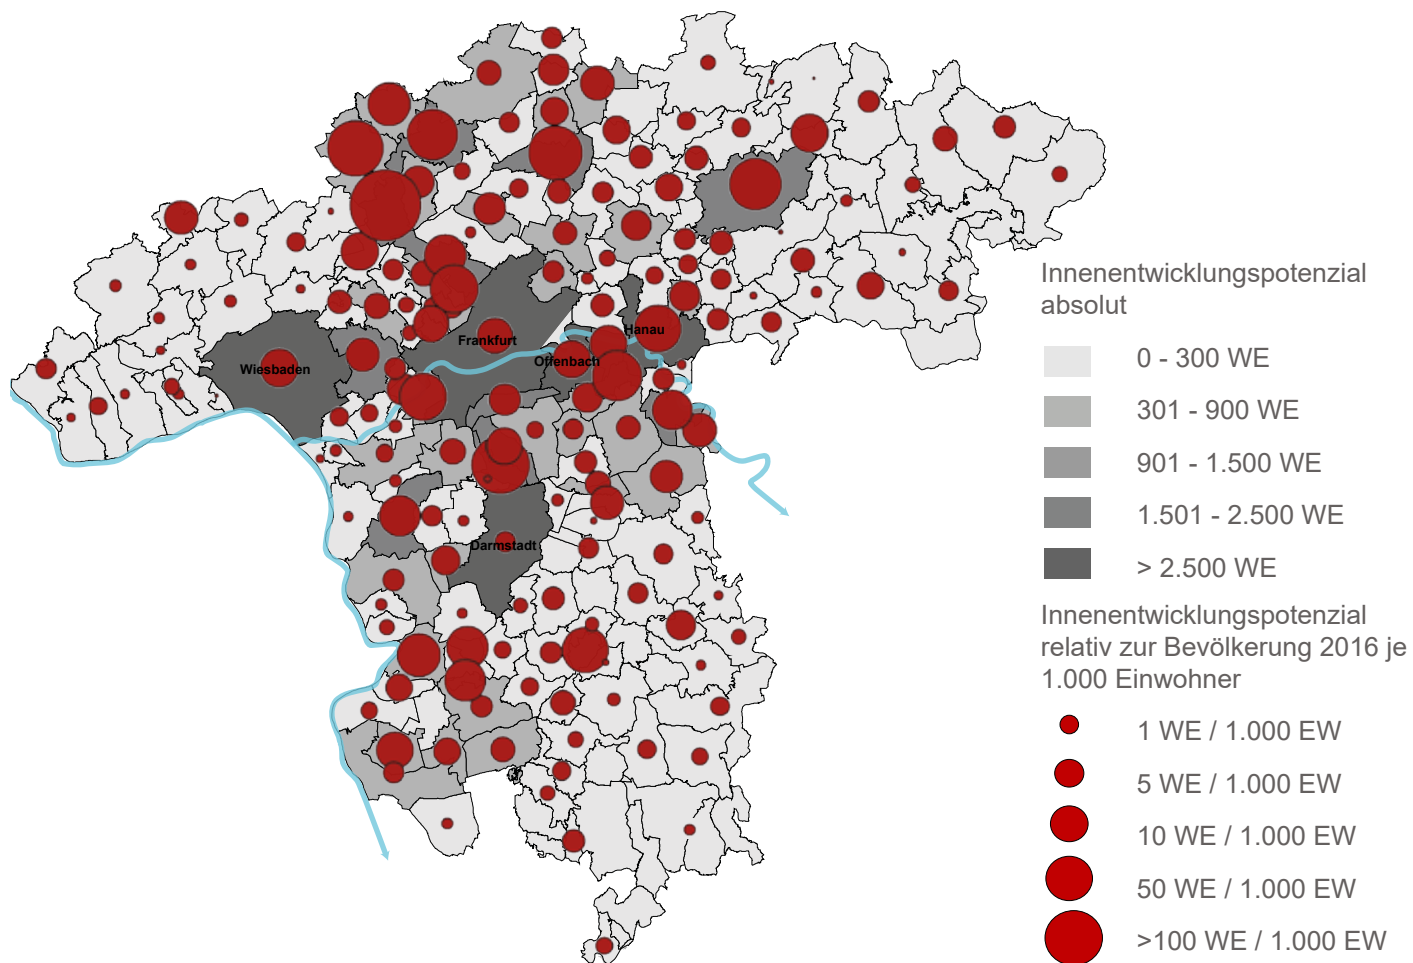 Wiesbaden
Frankfurt
Offenbach
Hanau
Darmstadt
Innenentwicklungspotenzial
absolut
0 - 300 WE
301 - 900 WE
901 - 1.500 WE
1.501 - 2.500 WE
> 2.500 WE
Innenentwicklungspotenzial
relativ zur Bevölkerung 2016 je
1.000 Einwohner
1 WE / 1.000 EW
5 WE / 1.000 EW
10 WE / 1.000 EW
50 WE / 1.000 EW
>100 WE / 1.000 EW